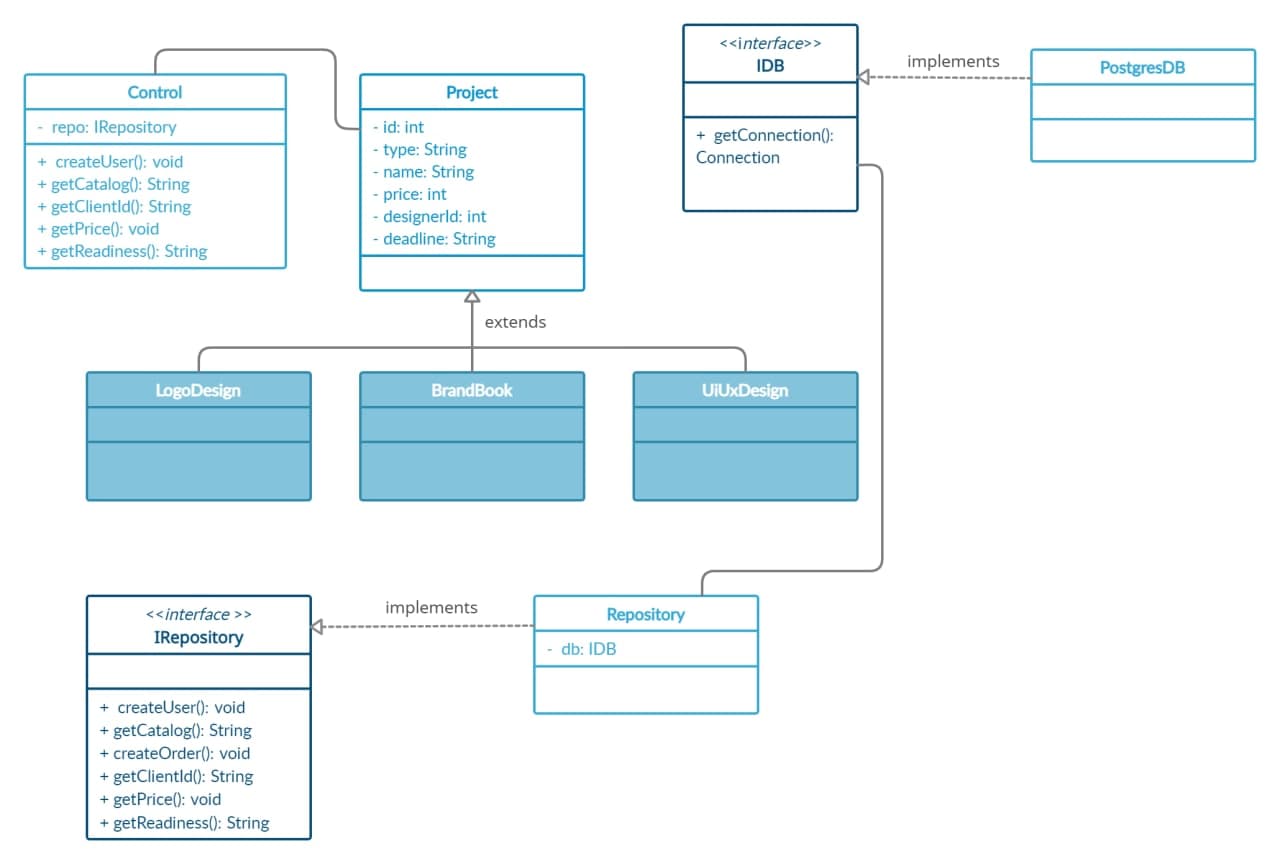 Control
- repo: IRepository
+ createUser(): void
+ getCatalog(): String
+ getClientId(): String
+ getPrice(): void
+ getReadiness(): String
Project
- id: int
- type: String
- name: String
- price: int
- designerId: int
- deadline: String
<<interface>>
IDB
+ getConnection():
Connection
implements
PostgresDB
extends
LogoDesign
BrandBook
UiUxDesign
<<interface >>
IRepository
+ createUser(): void
+ getCatalog(): String
+ createOrder(): void
+ getClientId(): String
+ getPrice(): void
+ getReadiness(): String
implements
Repository
- db: IDB